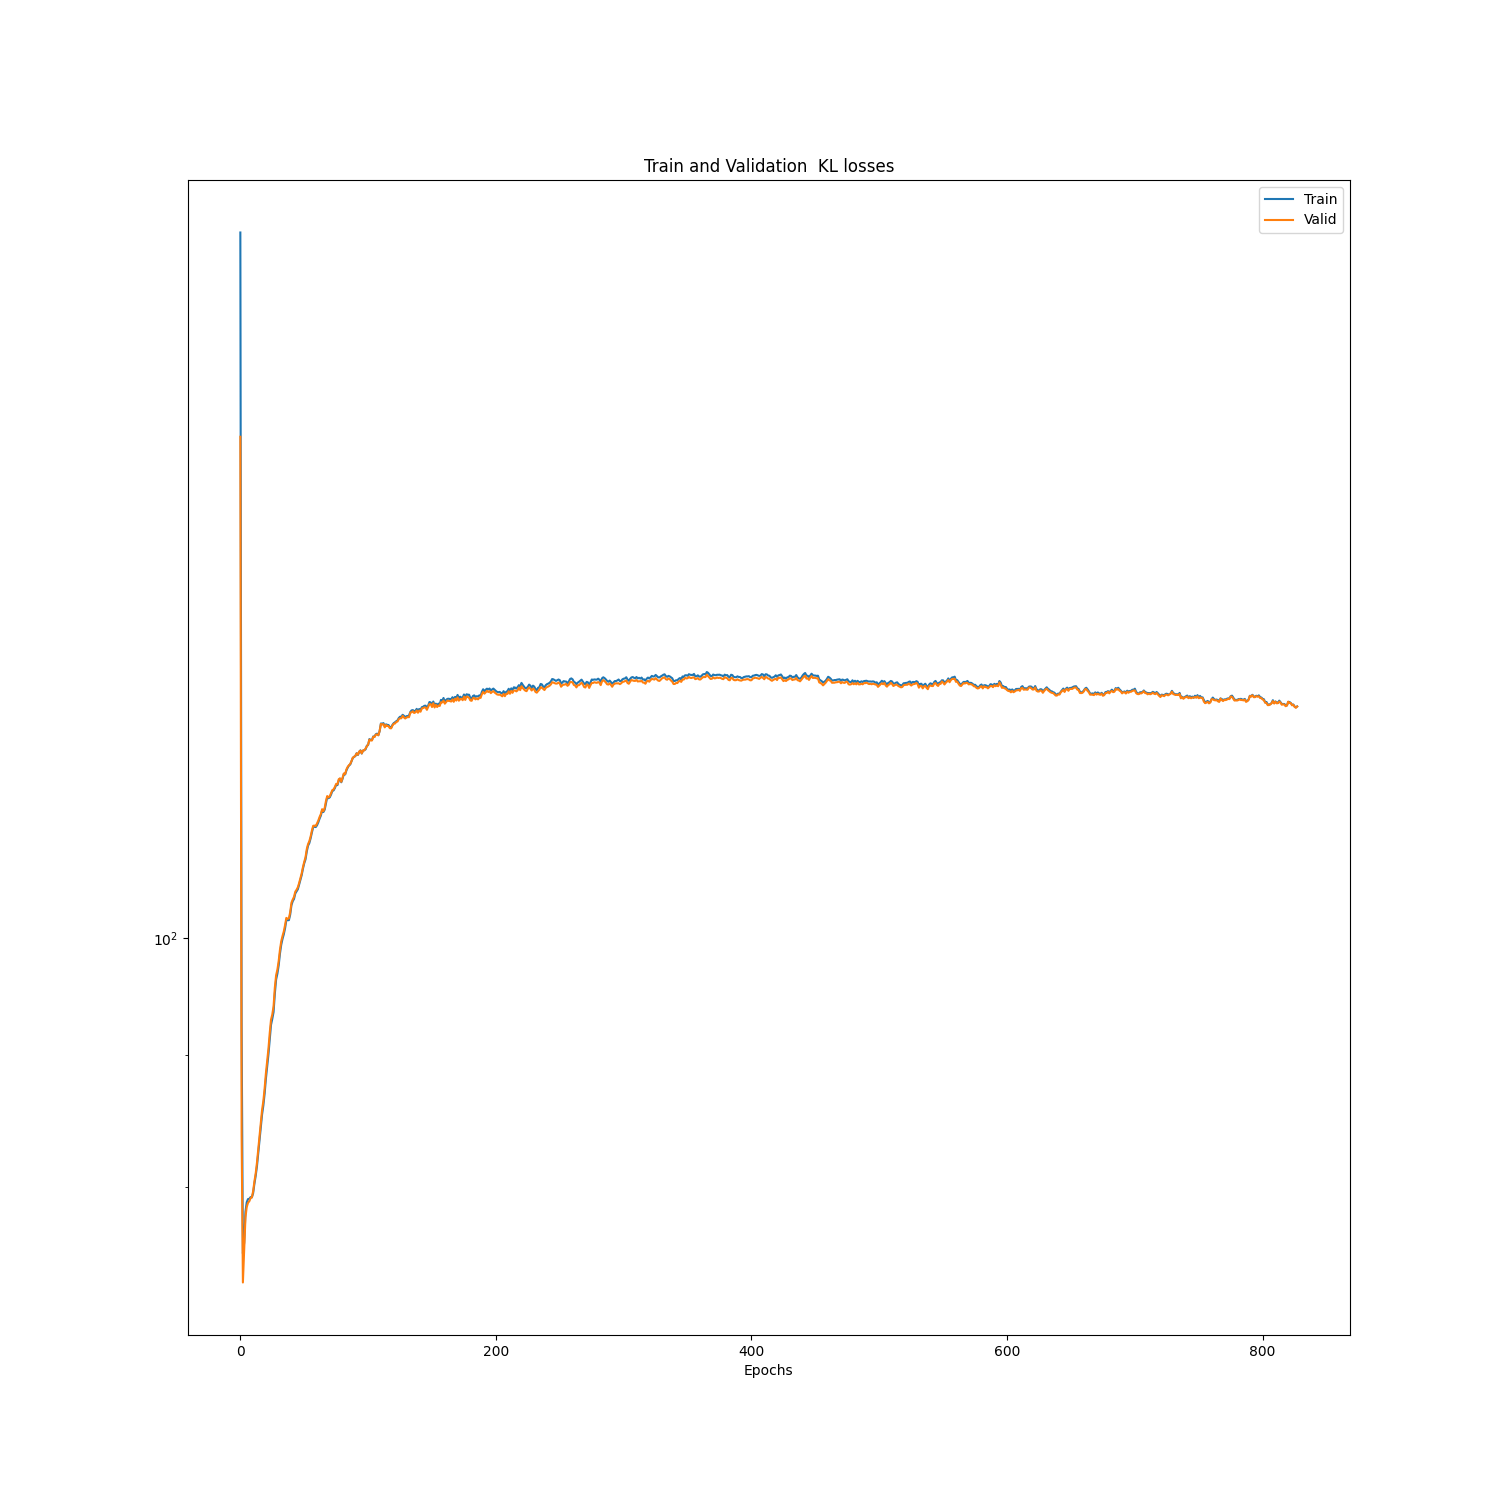 Train and Validation  KL losses
Train
Valid
10²
0 200 400 600 800
Epochs